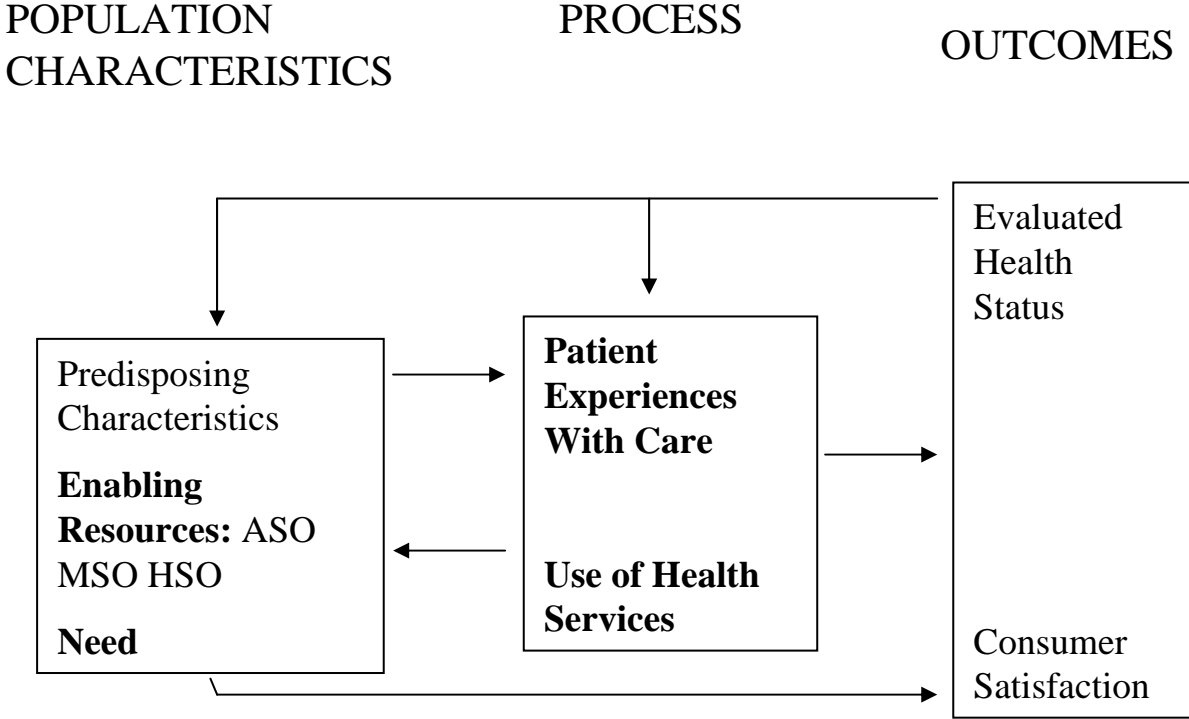 POPULATION
CHARACTERISTICS
PROCESS
OUTCOMES
Predisposing
Characteristics
Enabling
Resources: ASO
MSO HSO
Need
Patient
Experiences
With Care
Use of Health
Services
Evaluated
Health
Status
Consumer
Satisfaction